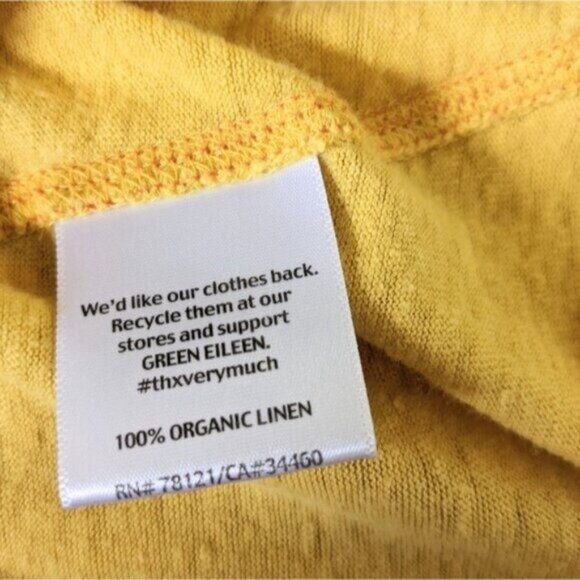 We'd like our clothes back.
Recycle them at our
stores and support
GREEN EILEEN.
#thxverymuch
100% ORGANIC LINEN
RN# 78121/CA#34460